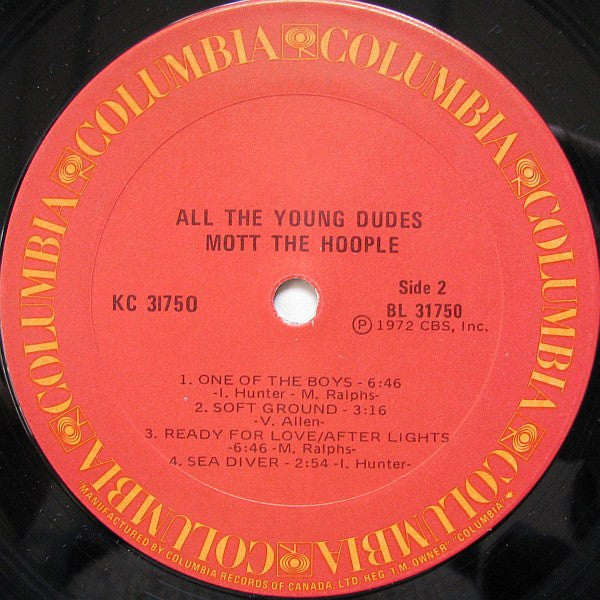 COLUMBIA COLUMBIA COLUMBIA COLUMBIA COLUMBIA COLUMBIA COLUMBIA
ALL THE YOUNG DUDES
MOTT THE HOOPLE
KC 31750
Side 2
BL 31750
Ⓟ 1972 CBS, Inc.
1. ONE OF THE BOYS - 6:46
-I. Hunter - M. Ralphs-
2. SOFT GROUND - 3:16
-V. Allen-
3. READY FOR LOVE/AFTER LIGHTS
-6:46 -M. Ralphs-
4. SEA DIVER - 2:54 -I. Hunter-
MANUFACTURED BY COLUMBIA RECORDS OF CANADA, LTD. REG. T.M. OWNER "COLUMBIA"